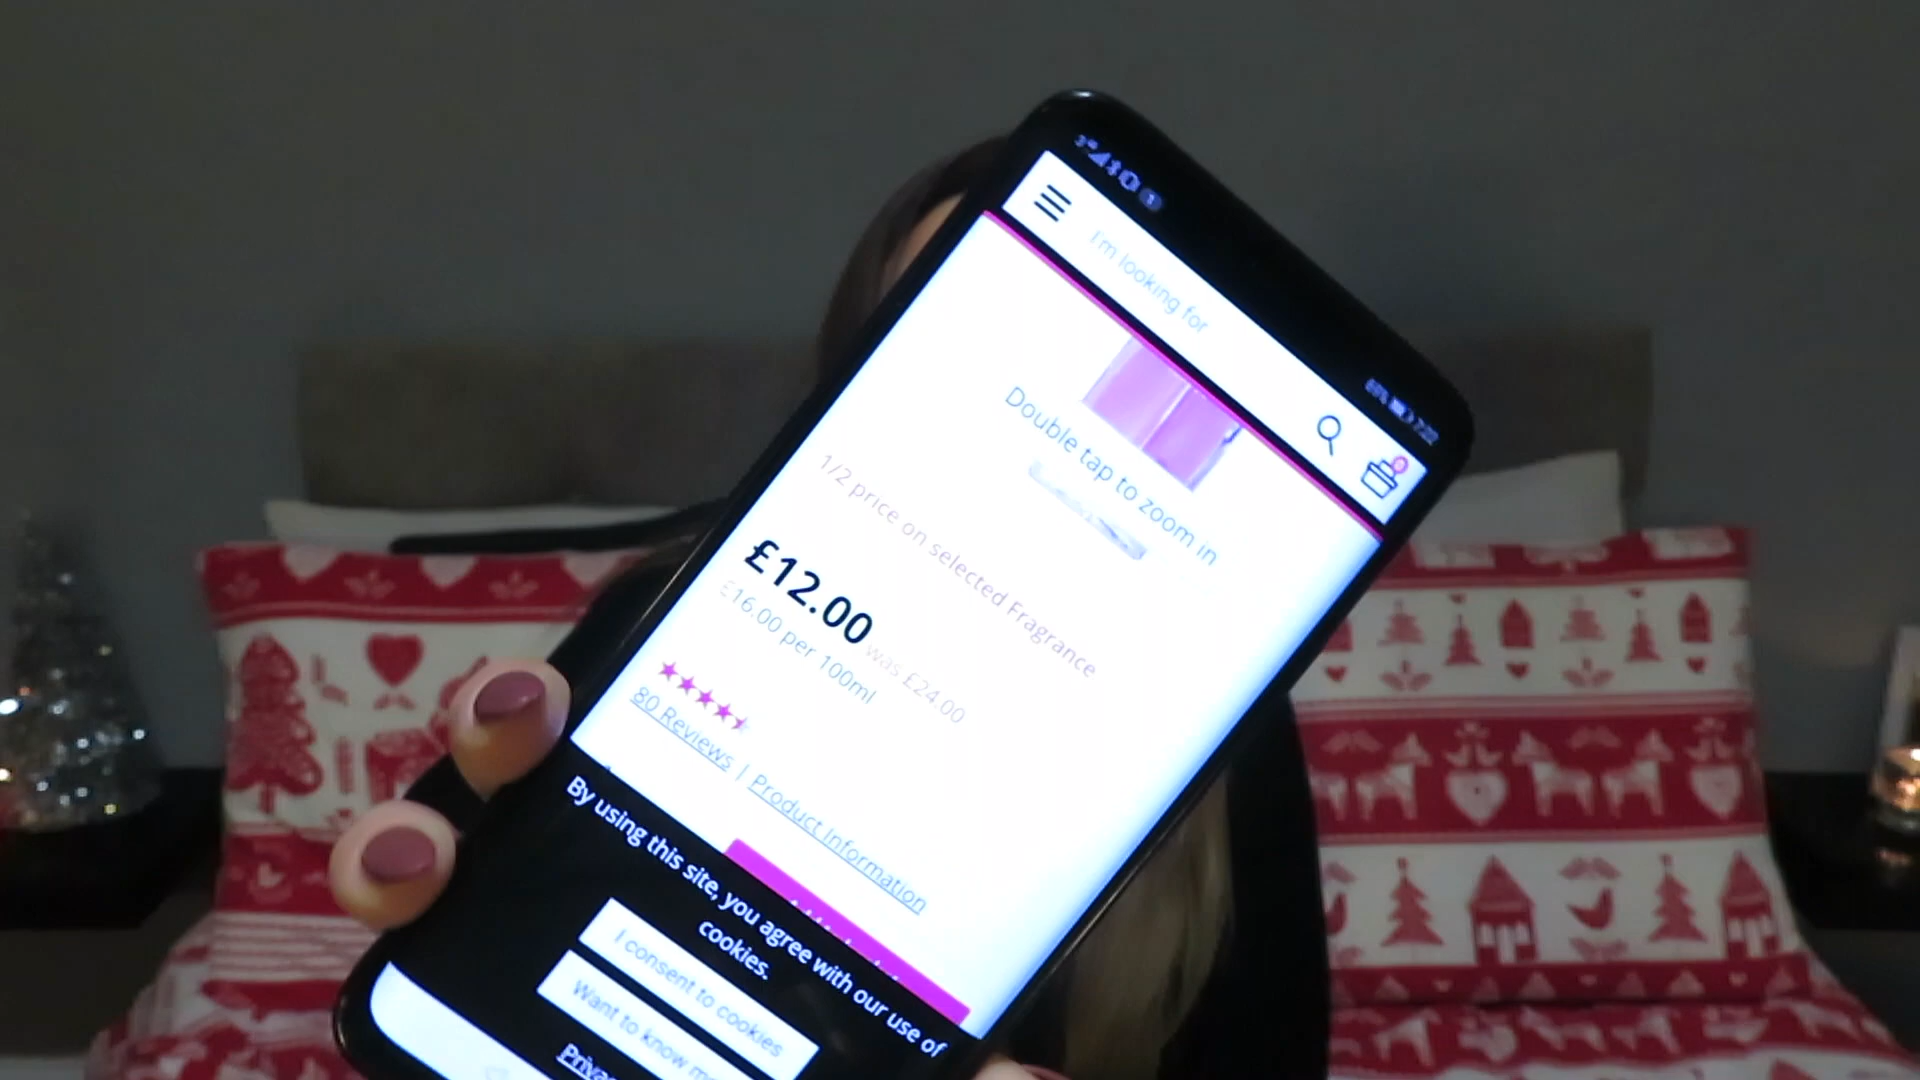 I'm looking for
0
Double tap to zoom in
1/2 price on selected Fragrance
£12.00 was £24.00
£16.00 per 100ml
80 Reviews | Product Information
By using this site, you agree with our use of
cookies.
I consent to cookies
Want to know